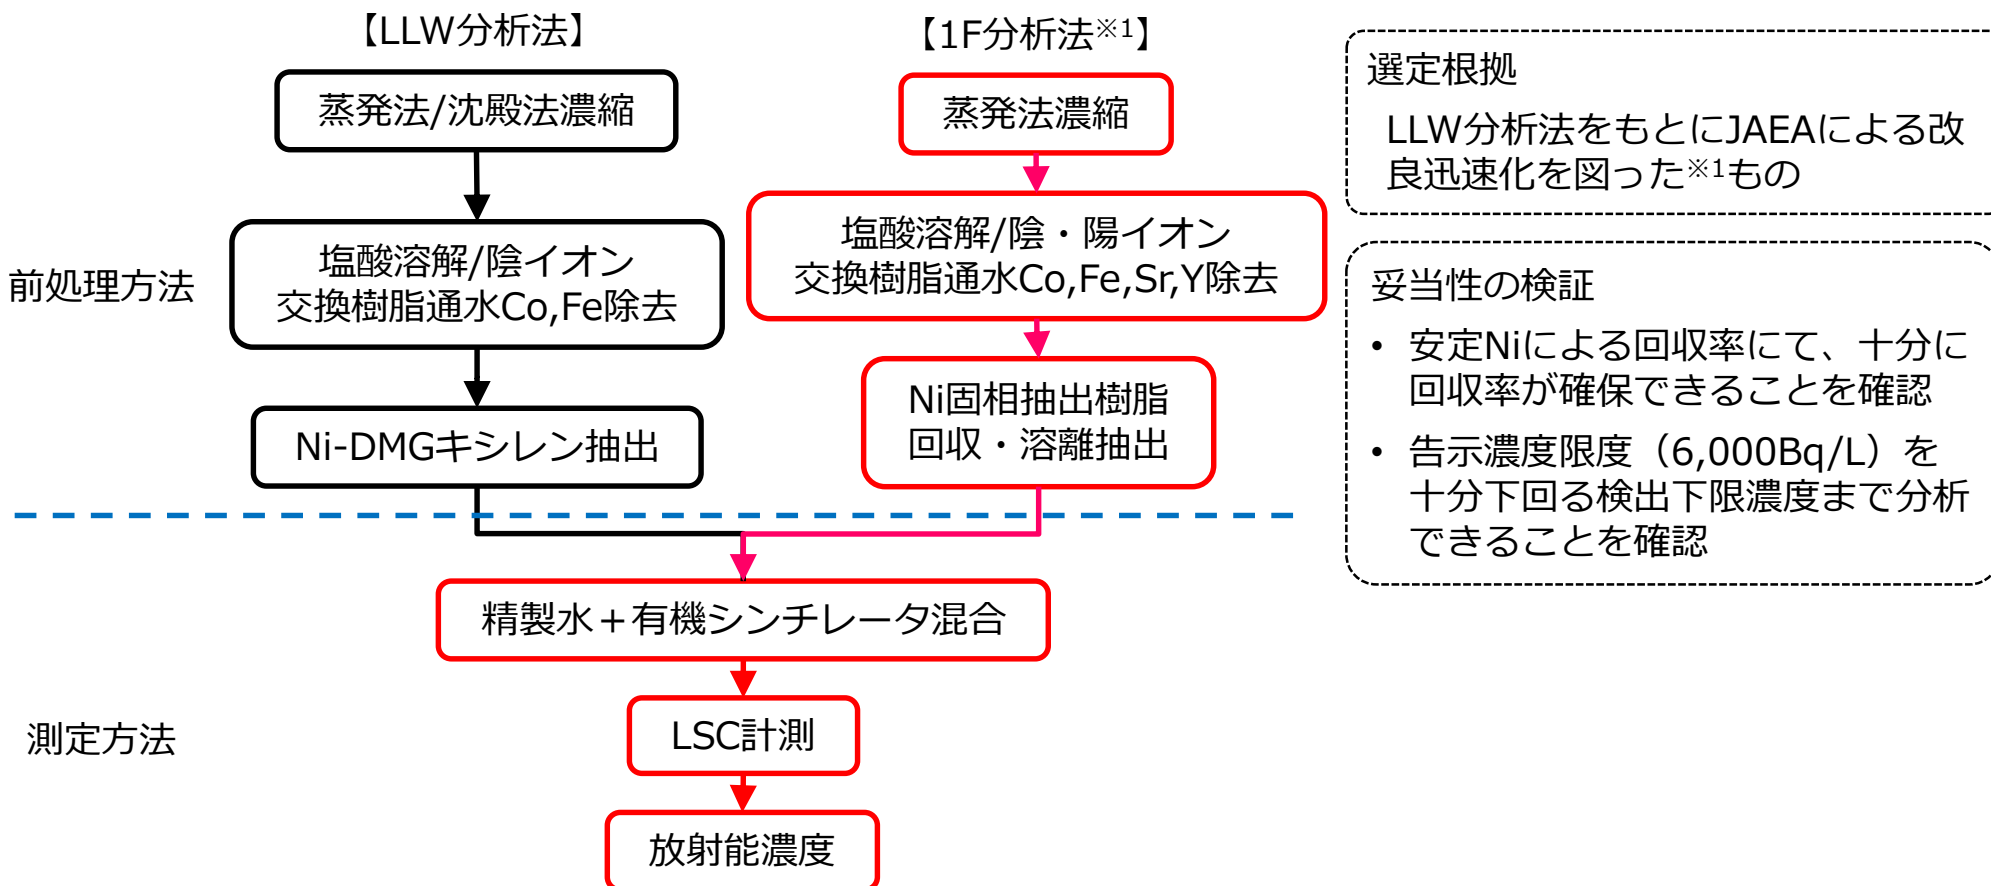 【LLW分析法】
蒸発法/沈殿法濃縮
塩酸溶解/陰イオン
交換樹脂通水Co,Fe除去
Ni-DMGキシレン抽出
【1F分析法※1】
蒸発法濃縮
塩酸溶解/陰・陽イオン
交換樹脂通水Co,Fe,Sr,Y除去
Ni固相抽出樹脂
回収・溶離抽出
前処理方法
精製水＋有機シンチレータ混合
LSC計測
放射能濃度
測定方法
選定根拠
LLW分析法をもとにJAEAによる改
良迅速化を図った※1もの
妥当性の検証
• 安定Niによる回収率にて、十分に
回収率が確保できることを確認
• 告示濃度限度（6,000Bq/L）を
十分下回る検出下限濃度まで分析
できることを確認